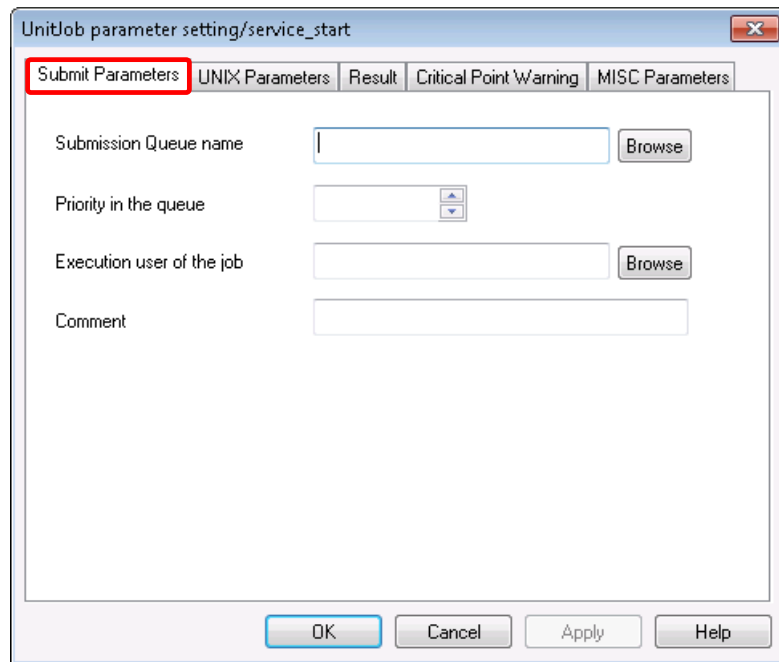 UnitJob parameter setting/service_start
Submit Parameters UNIX Parameters Result Critical Point Warning MISC Parameters
Submission Queue name Browse
Priority in the queue
Execution user of the job Browse
Comment
OK Cancel Apply Help